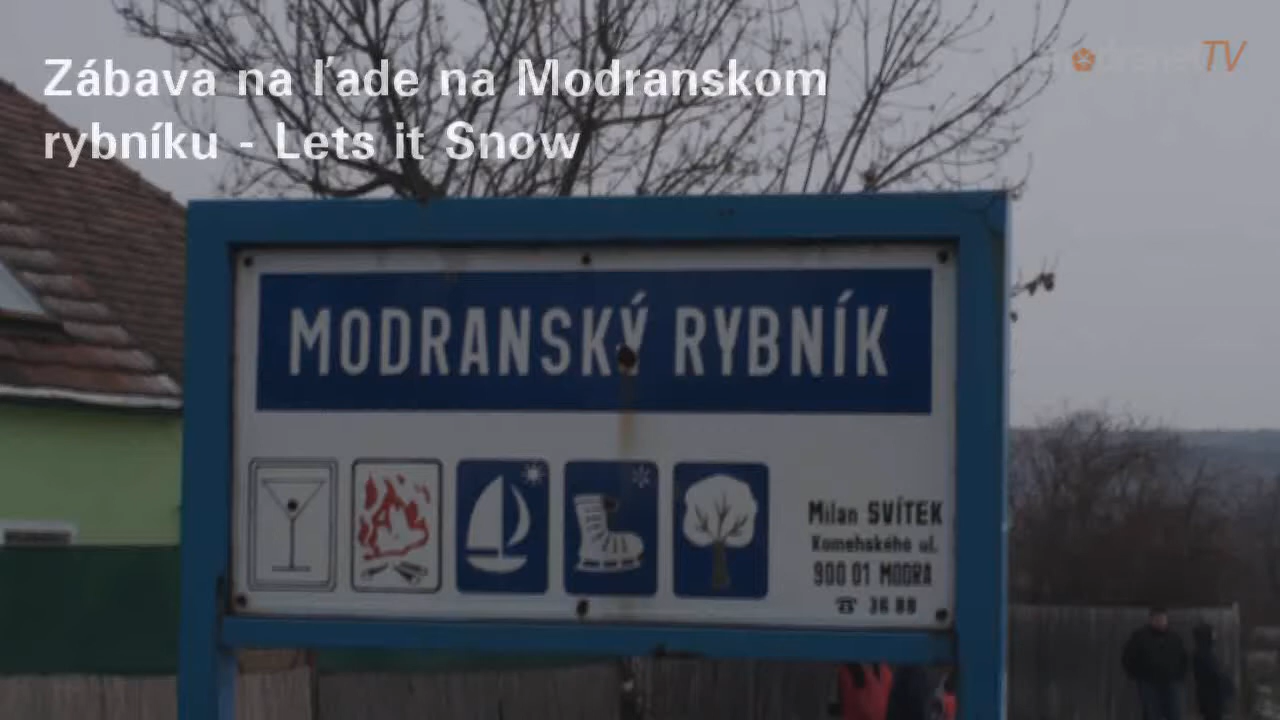 Zábava na ľade na Modranskom
rybníku - Lets it Snow
TV
MODRANSKÝ RYBNÍK
Milan SVÍTEK
Komenského ul.
900 01 MODRA
☎ 36 88